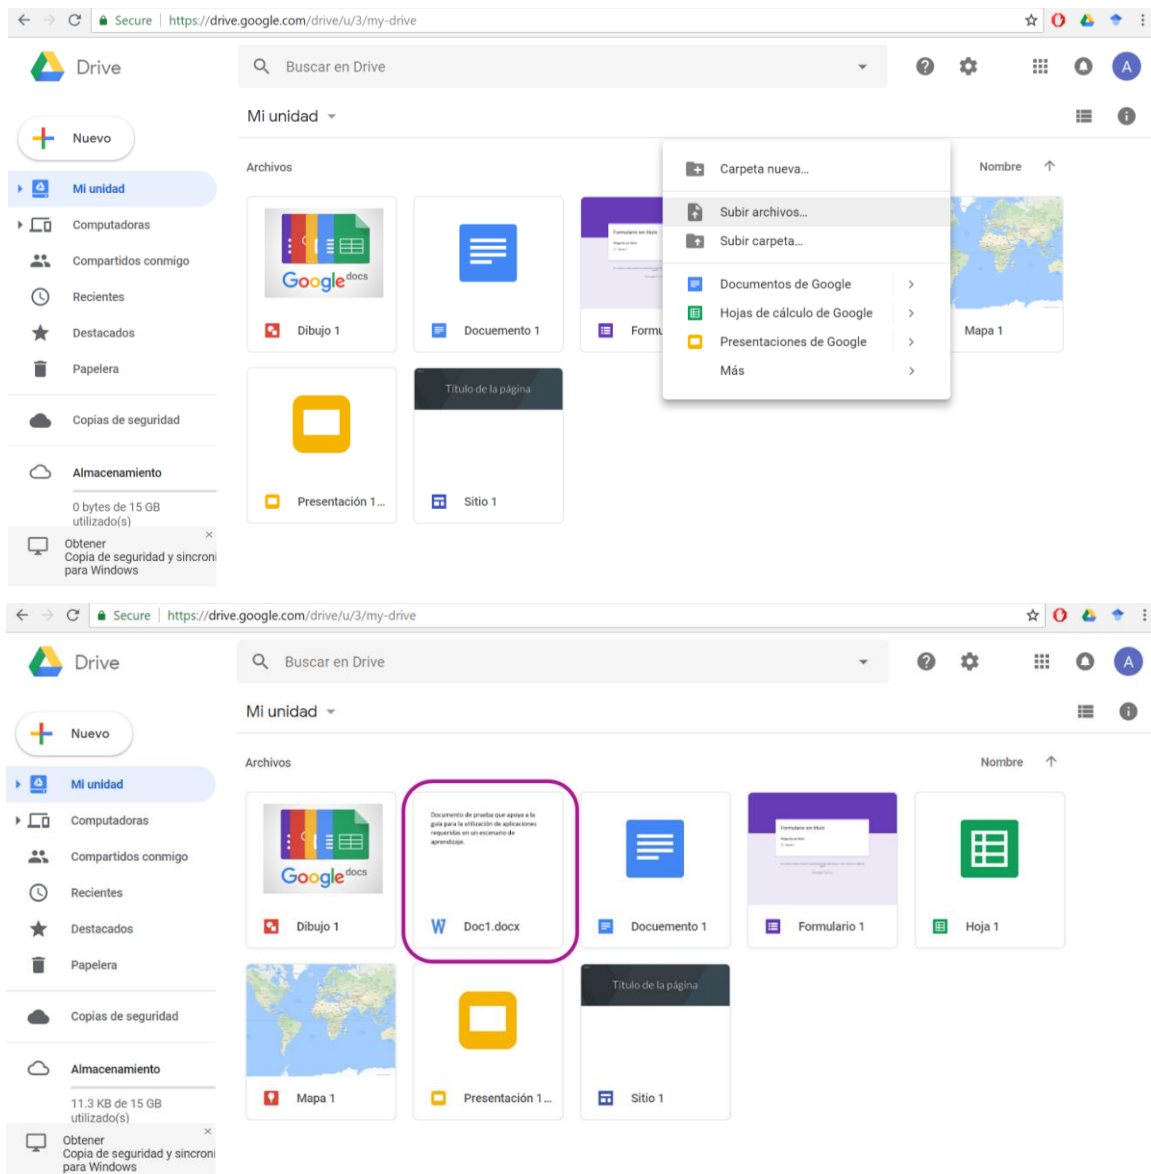 Secure | https://drive.google.com/drive/u/3/my-drive
Drive
Buscar en Drive
A
Mi unidad
Nuevo
Archivos
Nombre
Carpeta nueva...
Subir archivos...
Subir carpeta...
Documentos de Google
Hojas de cálculo de Google
Presentaciones de Google
Más
Mi unidad
Computadoras
Compartidos conmigo
Recientes
Destacados
Papelera
Copias de seguridad
Almacenamiento
0 bytes de 15 GB
utilizado(s)
Obtener
Copia de seguridad y sincroni
para Windows
Google docs
Dibujo 1
Docuemento 1
Formulario sin título
Formu
Mapa 1
Presentación 1...
Título de la página
Sitio 1
Secure | https://drive.google.com/drive/u/3/my-drive
Drive
Buscar en Drive
A
Mi unidad
Nuevo
Archivos
Nombre
Mi unidad
Computadoras
Compartidos conmigo
Recientes
Destacados
Papelera
Copias de seguridad
Almacenamiento
11.3 KB de 15 GB
utilizado(s)
Obtener
Copia de seguridad y sincroni
para Windows
Google docs
Dibujo 1
Documento de prueba que apoya a la
guía para la utilización de aplicaciones
requeridas en un escenario de
aprendizaje.
W Doc1.docx
Docuemento 1
Formulario sin título
Formulario 1
Hoja 1
Mapa 1
Presentación 1...
Título de la página
Sitio 1